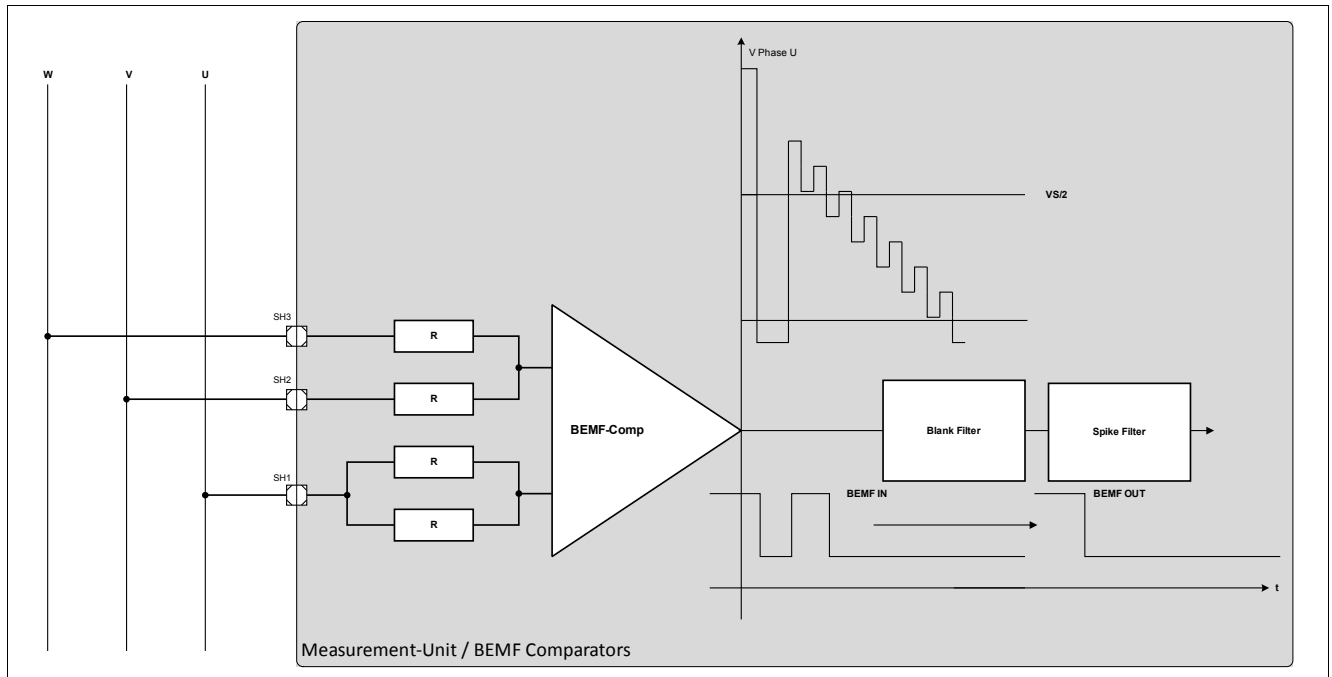 V Phase U
W
V
U
VS/2
SH3
R
SH2
R
BEMF-Comp
Blank Filter
Spike Filter
R
SH1
BEMF IN
BEMF OUT
R
t
Measurement-Unit / BEMF Comparators